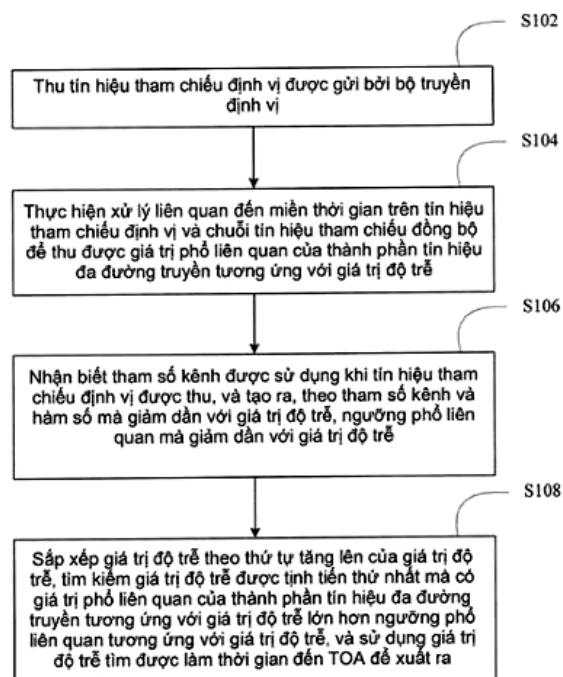 S102
Thu tín hiệu tham chiếu định vị được gửi bởi bộ truyền
định vị
S104
Thực hiện xử lý liên quan đến miền thời gian trên tín hiệu
tham chiếu định vị và chuỗi tín hiệu tham chiếu đồng bộ
để thu được giá trị phổ liên quan của thành phần tín hiệu
đa đường truyền tương ứng với giá trị độ trễ
S106
Nhận biết tham số kênh được sử dụng khi tín hiệu tham
chiếu định vị được thu, và tạo ra, theo tham số kênh và
hàm số mà giảm dần với giá trị độ trễ, ngưỡng phổ liên
quan mà giảm dần với giá trị độ trễ
S108
Sắp xếp giá trị độ trễ theo thứ tự tăng lên của giá trị độ
trễ, tìm kiếm giá trị độ trễ được tịnh tiến thứ nhất mà có
giá trị phổ liên quan của thành phần tín hiệu đa đường
truyền tương ứng với giá trị độ trễ lớn hơn ngưỡng phổ
liên quan tương ứng với giá trị độ trễ, và sử dụng giá trị
độ trễ tìm được làm thời gian đến TOA để xuất ra